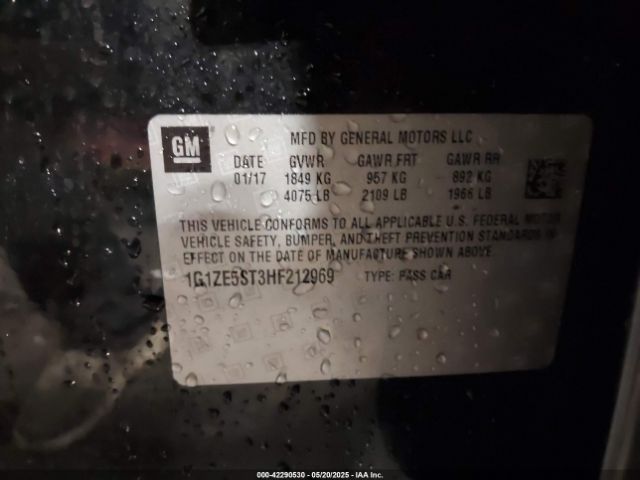 GM
MFD BY GENERAL MOTORS LLC
DATE GVWR GAWR FRT GAWR RR
01/17 1849 KG 957 KG 892 KG
4075 LB 2109 LB 1966 LB
THIS VEHICLE CONFORMS TO ALL APPLICABLE U.S. FEDERAL MOTOR
VEHICLE SAFETY, BUMPER, AND THEFT PREVENTION STANDARDS IN
EFFECT ON THE DATE OF MANUFACTURE SHOWN ABOVE.
1G1ZE5ST3HF212969 TYPE: PASS CAR
000-42290530 - 05/20/2025 - IAA Inc.